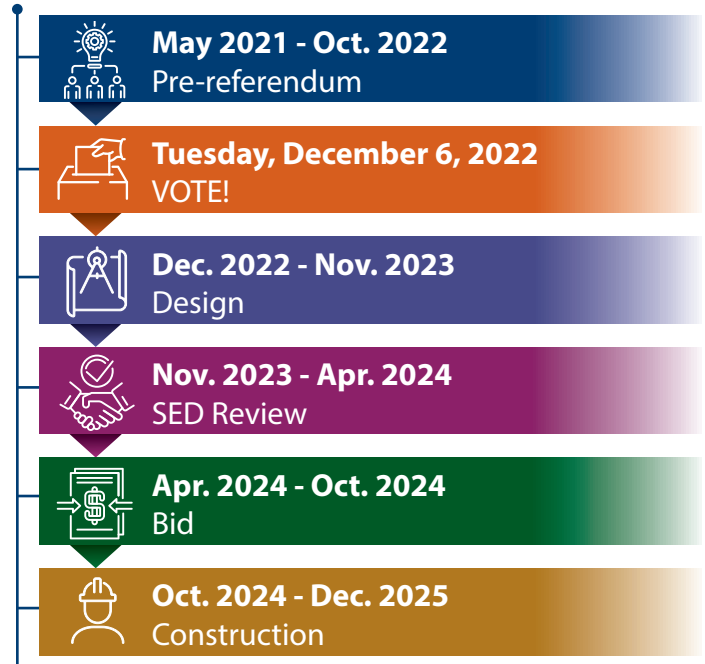 May 2021 - Oct. 2022
Pre-referendum
Tuesday, December 6, 2022
VOTE!
Dec. 2022 - Nov. 2023
Design
Nov. 2023 - Apr. 2024
SED Review
Apr. 2024 - Oct. 2024
$
Bid
Oct. 2024 - Dec. 2025
Construction